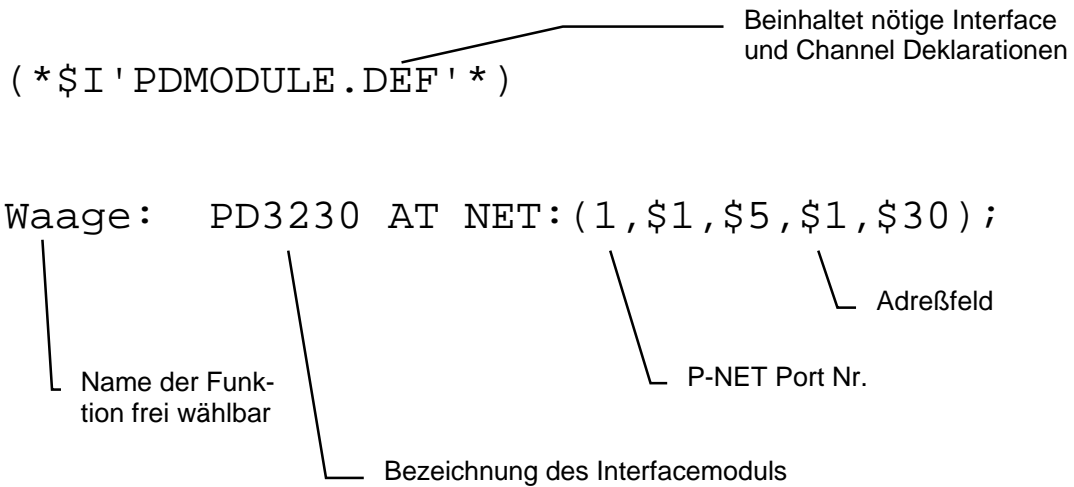 Beinhaltet nötige Interface
und Channel Deklarationen
(*$I'PDMODULE.DEF'*)
Waage: PD3230 AT NET:(1,$1,$5,$1,$30);
Adreßfeld
P-NET Port Nr.
Name der Funk-
tion frei wählbar
Bezeichnung des Interfacemoduls